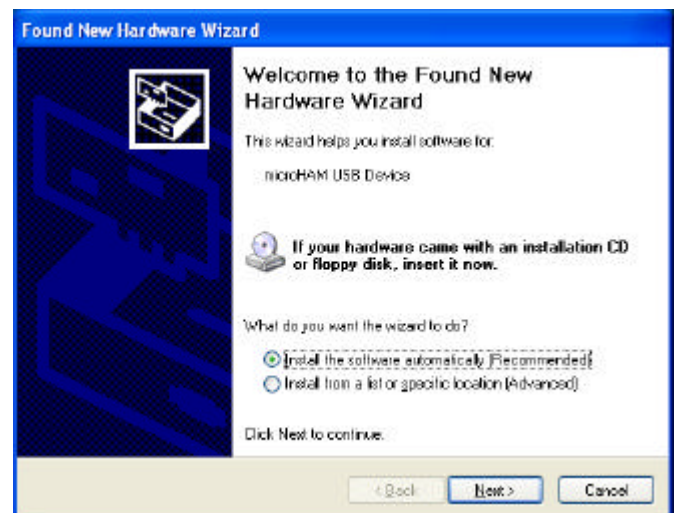 Found New Hardware Wizard
Welcome to the Found New
Hardware Wizard
This wizard helps you install software for:
microHAM USB Device
If your hardware came with an installation CD
or floppy disk, insert it now.
What do you want the wizard to do?
Install the software automatically (Recommended)
Install from a list or specific location (Advanced)
Click Next to continue.
< Back Next > Cancel